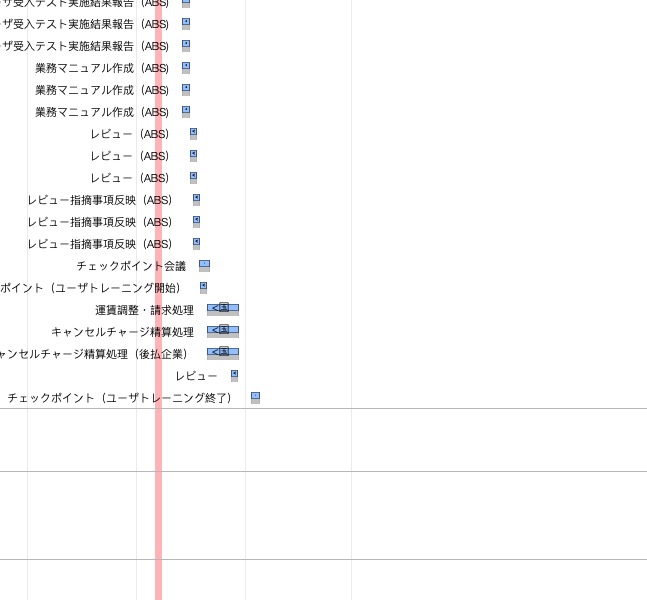 ザ受入テスト実施結果報告 (ABS)
ザ受入テスト実施結果報告 (ABS)
ザ受入テスト実施結果報告 (ABS)
業務マニュアル作成 (ABS)
業務マニュアル作成 (ABS)
業務マニュアル作成 (ABS)
レビュー (ABS)
レビュー (ABS)
レビュー (ABS)
レビュー指摘事項反映 (ABS)
レビュー指摘事項反映 (ABS)
レビュー指摘事項反映 (ABS)
チェックポイント会議
ポイント（ユーザトレーニング開始）
運賃調整・請求処理
キャンセルチャージ精算処理
ャンセルチャージ精算処理（後払企業）
レビュー
チェックポイント（ユーザトレーニング終了）